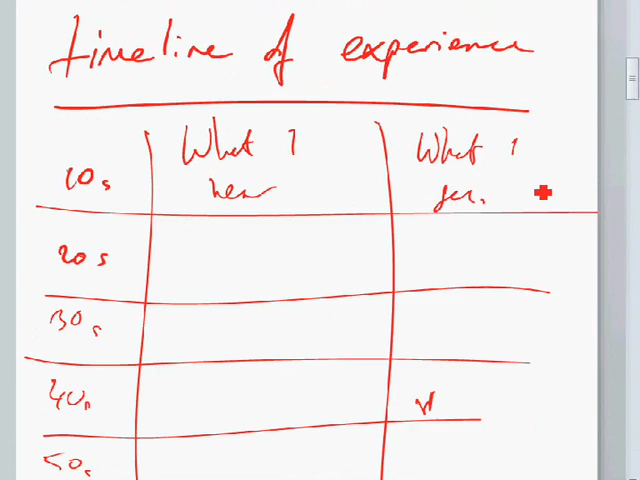 timeline of experience
What I What I
10s hear see.
20s
30s
40s
50s